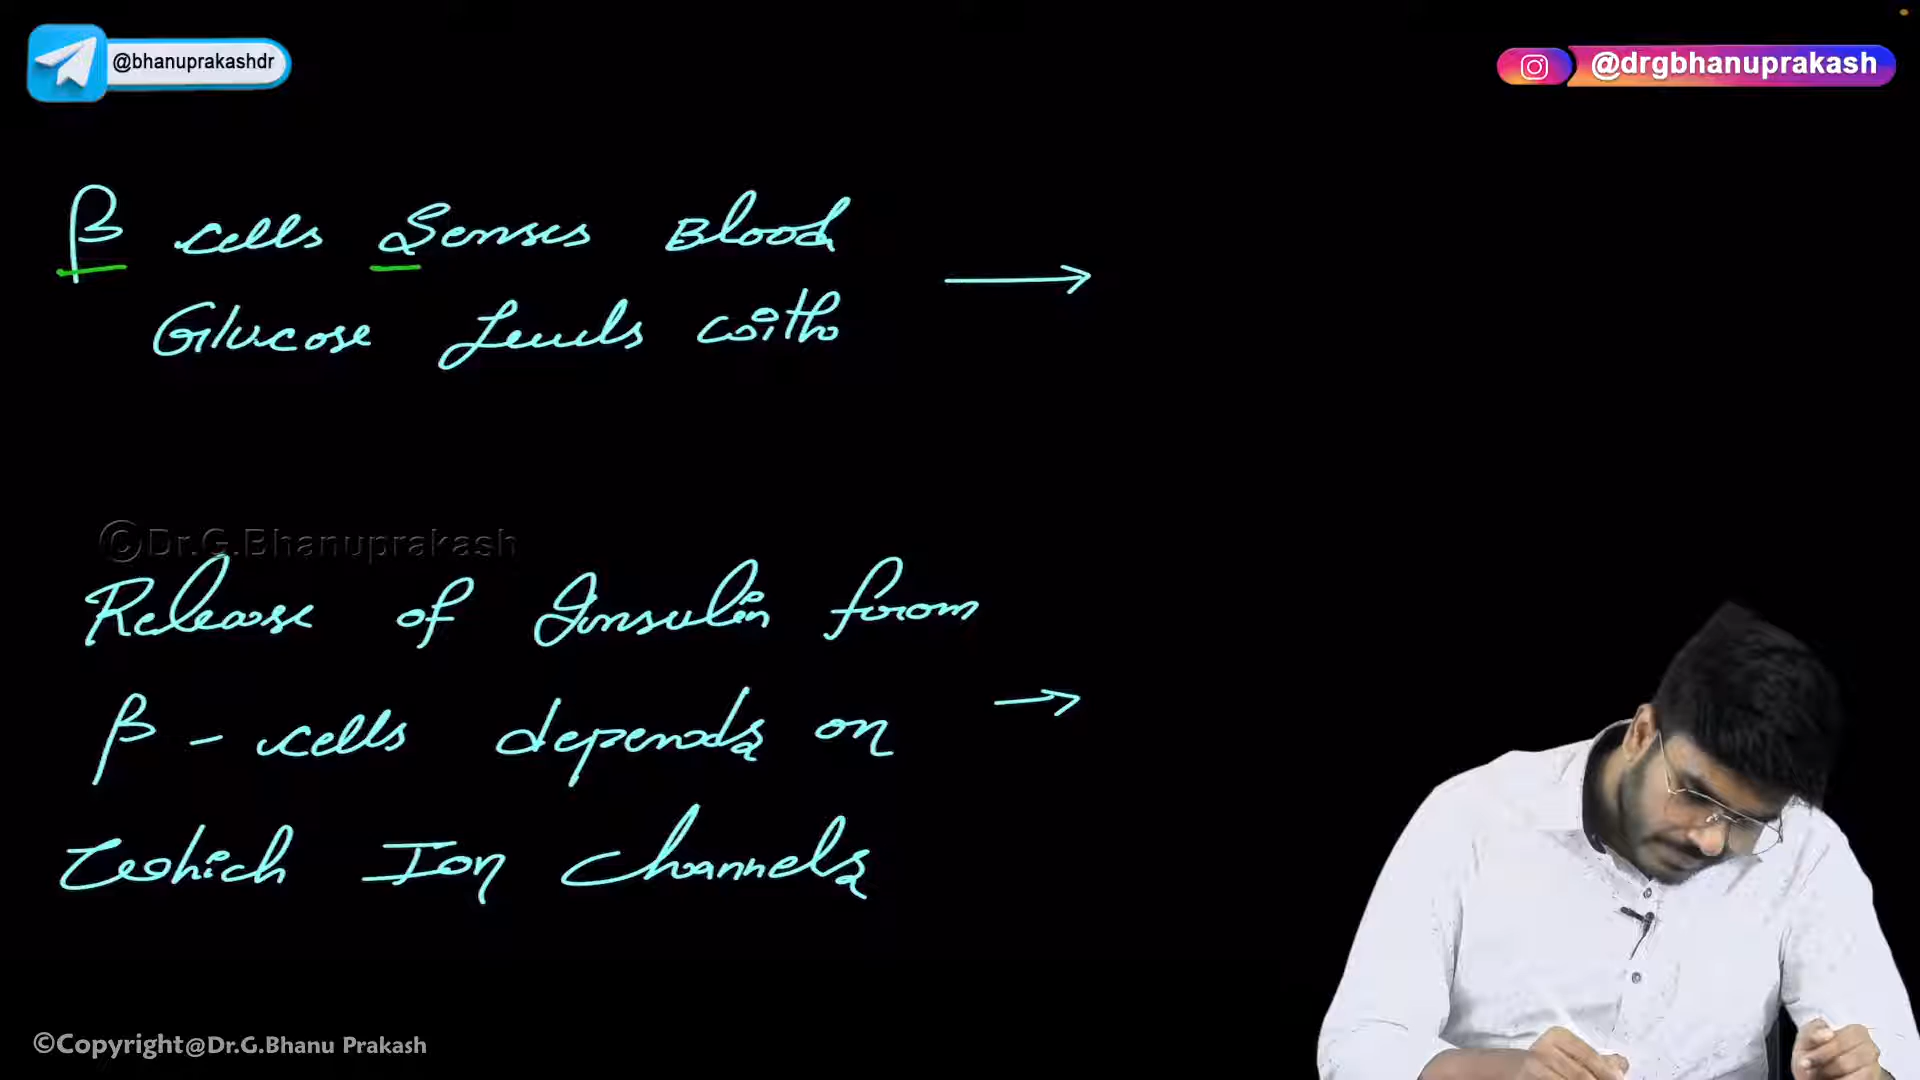 @bhanuprakashdr
@drgbhanuprakash
β cells Senses Blood
Glucose Levels with
©Dr.G.Bhanuprakash
Release of Insulin from
β - cells depends on
Which Ion Channels
©Copyright@Dr.G.Bhanu Prakash